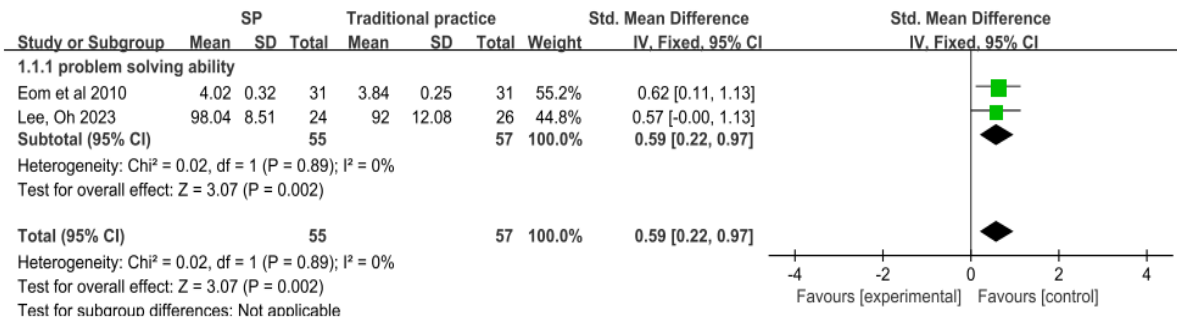 SP Traditional practice Std. Mean Difference Std. Mean Difference
Study or Subgroup Mean SD Total Mean SD Total Weight IV, Fixed, 95% CI IV, Fixed, 95% CI
1.1.1 problem solving ability
Eom et al 2010 4.02 0.32 31 3.84 0.25 31 55.2% 0.62 [0.11, 1.13]
Lee, Oh 2023 98.04 8.51 24 92 12.08 26 44.8% 0.57 [-0.00, 1.13]
Subtotal (95% CI) 55 57 100.0% 0.59 [0.22, 0.97]
Heterogeneity: Chi² = 0.02, df = 1 (P = 0.89); I² = 0%
Test for overall effect: Z = 3.07 (P = 0.002)
Total (95% CI) 55 57 100.0% 0.59 [0.22, 0.97]
Heterogeneity: Chi² = 0.02, df = 1 (P = 0.89); I² = 0%
Test for overall effect: Z = 3.07 (P = 0.002)
Test for subgroup differences: Not applicable
-4 -2 0 2 4
Favours [experimental] Favours [control]